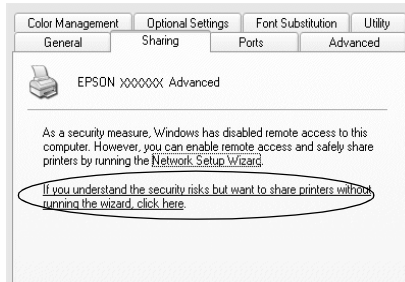 Color Management Optional Settings Font Substitution Utility
General Sharing Ports Advanced
EPSON XXXXXX Advanced
As a security measure, Windows has disabled remote access to this
computer. However, you can enable remote access and safely share
printers by running the Network Setup Wizard.
If you understand the security risks but want to share printers without
running the wizard, click here.